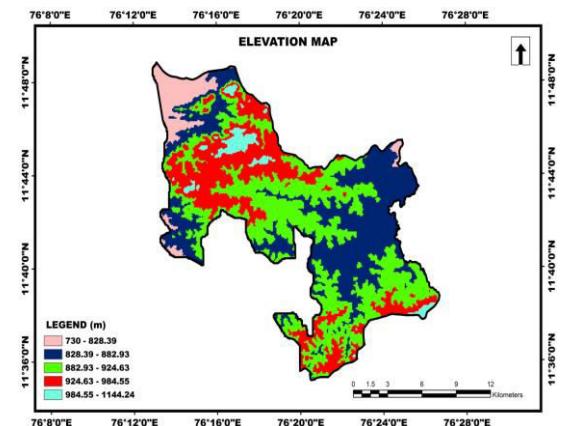 76°8'0"E 76°12'0"E 76°16'0"E 76°20'0"E 76°24'0"E 76°28'0"E
ELEVATION MAP
11°48'0"N 11°48'0"N
11°44'0"N 11°44'0"N
11°40'0"N 11°40'0"N
11°36'0"N 11°36'0"N
LEGEND (m)
730 - 828.39
828.39 - 882.93
882.93 - 924.63
924.63 - 984.55
984.55 - 1144.24
0 1.5 3 6 9 12
Kilometers
76°8'0"E 76°12'0"E 76°16'0"E 76°20'0"E 76°24'0"E 76°28'0"E